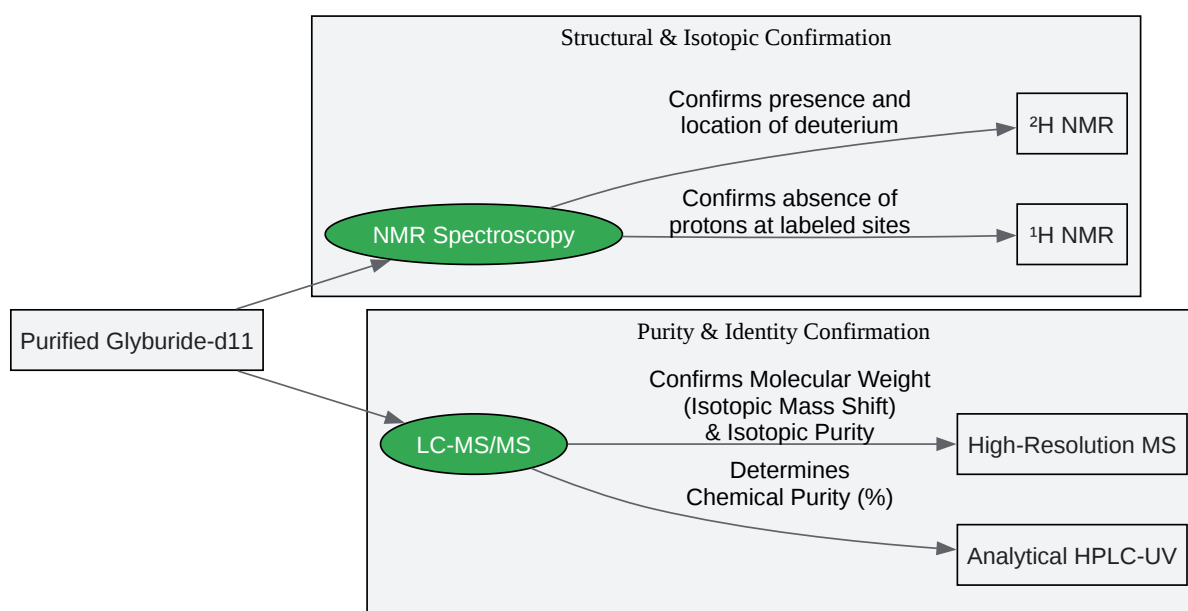 Structural & Isotopic Confirmation
Confirms presence and
location of deuterium
²H NMR
Confirms absence of
protons at labeled sites
NMR Spectroscopy
¹H NMR
Purified Glyburide-d11
Purity & Identity Confirmation
Confirms Molecular Weight
(Isotopic Mass Shift)
& Isotopic Purity
LC-MS/MS
High-Resolution MS
Determines
Chemical Purity (%)
Analytical HPLC-UV